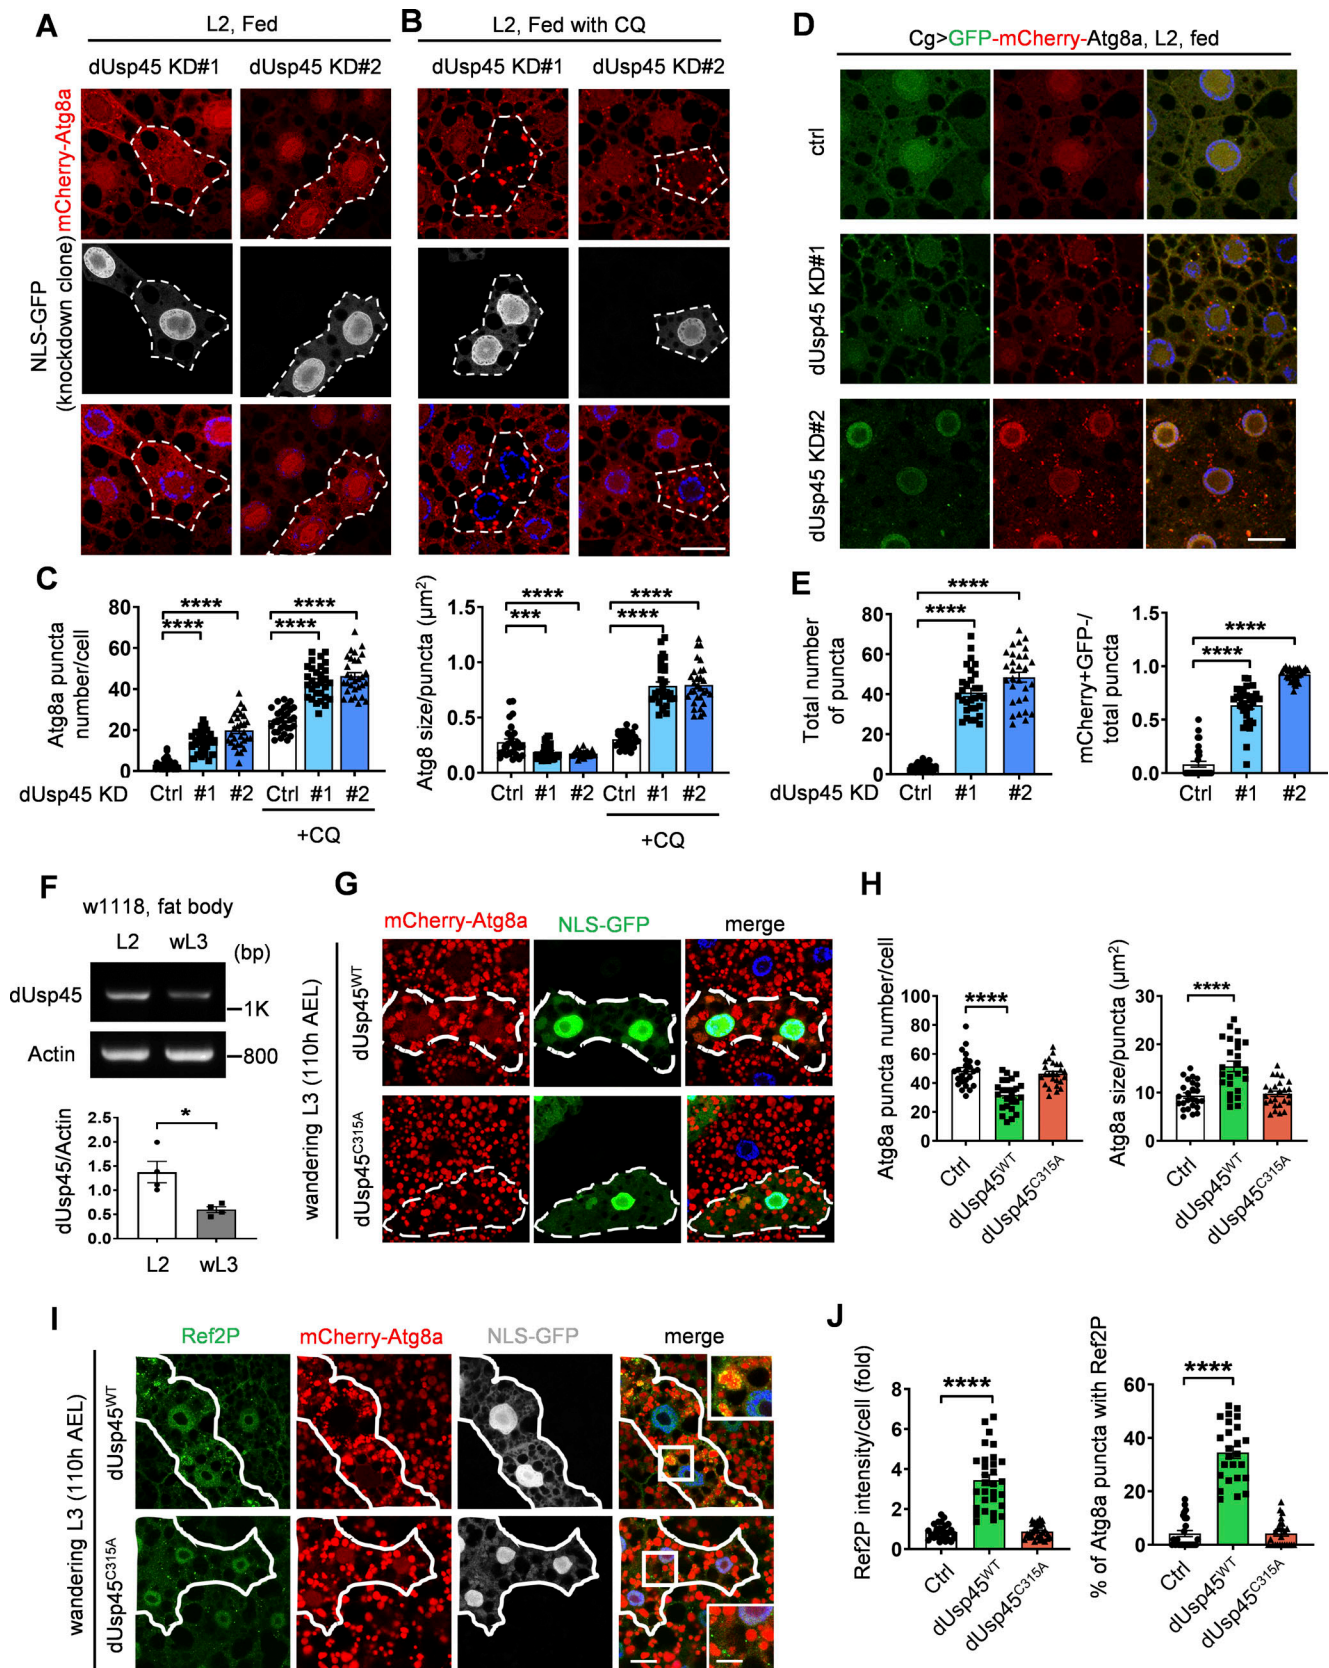 A
L2, Fed
dUsp45 KD#1 dUsp45 KD#2
mCherry-Atg8a
NLS-GFP
(knockdown clone)
B
L2, Fed with CQ
dUsp45 KD#1 dUsp45 KD#2
D
Cg>GFP-mCherry-Atg8a, L2, fed
ctrl
dUsp45 KD#1
dUsp45 KD#2
C
Atg8a puncta
number/cell
80
60
40
20
0
****
****
****
****
dUsp45 KD Ctrl #1 #2 Ctrl #1 #2
+CQ
Atg8 size/puncta (µm²)
1.5
1.0
0.5
0.0
****
***
****
****
Ctrl #1 #2 Ctrl #1 #2
+CQ
E
Total number
of puncta
80
60
40
20
0
****
****
dUsp45 KD Ctrl #1 #2
mCherry+GFP-/
total puncta
1.5
1.0
0.5
0.0
****
****
Ctrl #1 #2
F
w1118, fat body
L2 wL3 (bp)
dUsp45
1K
Actin
800
dUsp45/Actin
2.5
2.0
1.5
1.0
0.5
0.0
*
L2 wL3
G
mCherry-Atg8a NLS-GFP merge
wandering L3 (110h AEL)
dUsp45WT
dUsp45C315A
H
Atg8a puncta number/cell
100
80
60
40
20
0
****
Ctrl
dUsp45WT
dUsp45C315A
Atg8a size/puncta (µm²)
30
20
10
0
****
Ctrl
dUsp45WT
dUsp45C315A
I
Ref2P mCherry-Atg8a NLS-GFP merge
wandering L3 (110h AEL)
dUsp45WT
dUsp45C315A
J
Ref2P intensity/cell (fold)
8
6
4
2
0
****
Ctrl
dUsp45WT
dUsp45C315A
% of Atg8a puncta with Ref2P
60
40
20
0
****
Ctrl
dUsp45WT
dUsp45C315A